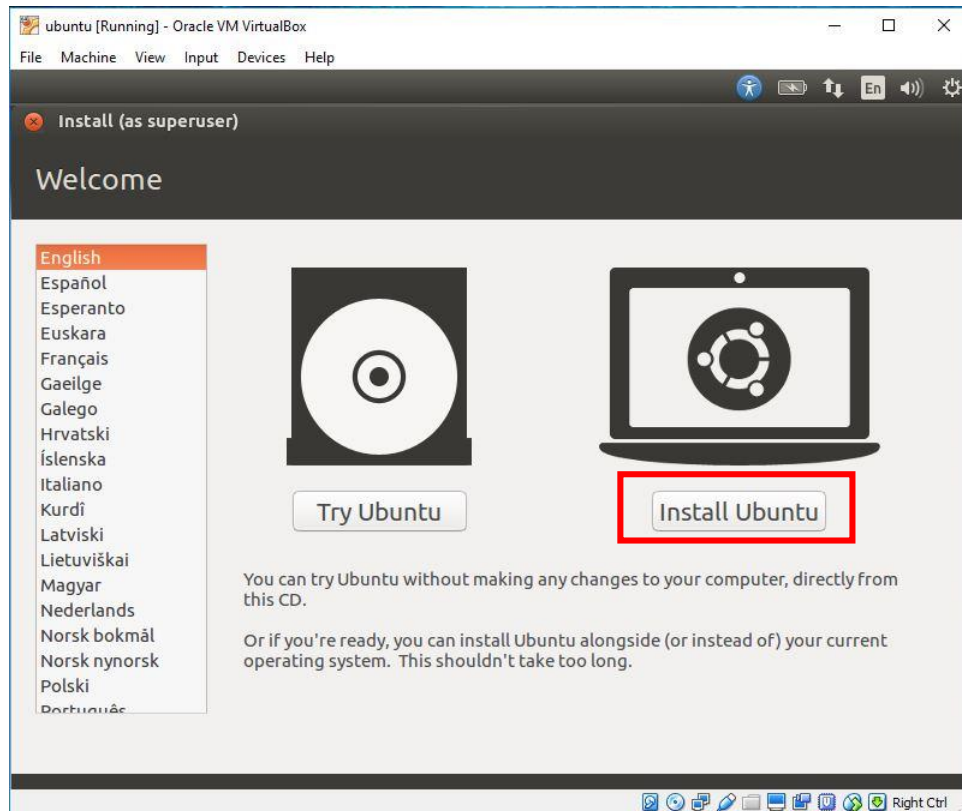 ubuntu [Running] - Oracle VM VirtualBox
File Machine View Input Devices Help
En
Install (as superuser)
Welcome
English
Español
Esperanto
Euskara
Français
Gaeilge
Galego
Hrvatski
Íslenska
Italiano
Kurdî
Latviski
Lietuviškai
Magyar
Nederlands
Norsk bokmål
Norsk nynorsk
Polski
Português
Try Ubuntu
Install Ubuntu
You can try Ubuntu without making any changes to your computer, directly from
this CD.
Or if you're ready, you can install Ubuntu alongside (or instead of) your current
operating system. This shouldn't take too long.
Right Ctrl